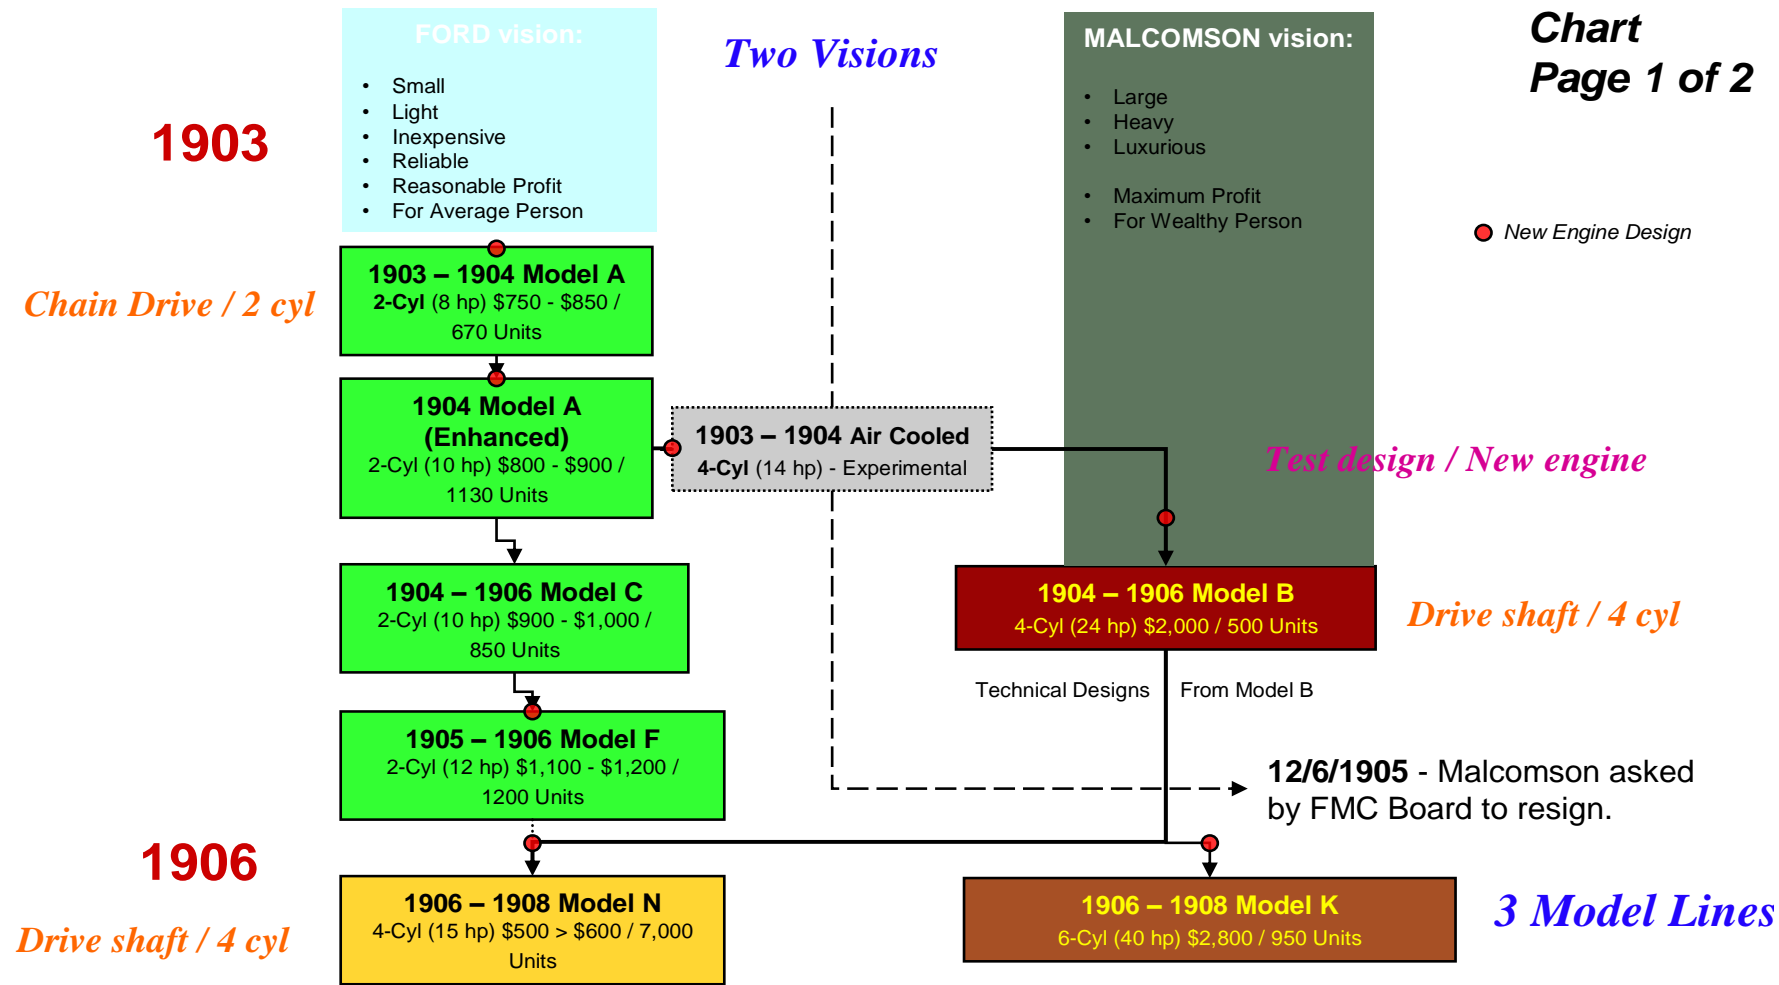 FORD vision:
• Small
• Light
• Inexpensive
• Reliable
• Reasonable Profit
• For Average Person
Two Visions
MALCOMSON vision:
• Large
• Heavy
• Luxurious
• Maximum Profit
• For Wealthy Person
Chart
Page 1 of 2
1903
New Engine Design
Chain Drive / 2 cyl
1903 – 1904 Model A
2-Cyl (8 hp) $750 - $850 /
670 Units
1904 Model A
(Enhanced)
2-Cyl (10 hp) $800 - $900 /
1130 Units
1903 – 1904 Air Cooled
4-Cyl (14 hp) - Experimental
Test design / New engine
1904 – 1906 Model C
2-Cyl (10 hp) $900 - $1,000 /
850 Units
1904 – 1906 Model B
4-Cyl (24 hp) $2,000 / 500 Units
Drive shaft / 4 cyl
Technical Designs From Model B
1905 – 1906 Model F
2-Cyl (12 hp) $1,100 - $1,200 /
1200 Units
12/6/1905 - Malcomson asked
by FMC Board to resign.
1906
Drive shaft / 4 cyl
1906 – 1908 Model N
4-Cyl (15 hp) $500 > $600 / 7,000
Units
1906 – 1908 Model K
6-Cyl (40 hp) $2,800 / 950 Units
3 Model Lines